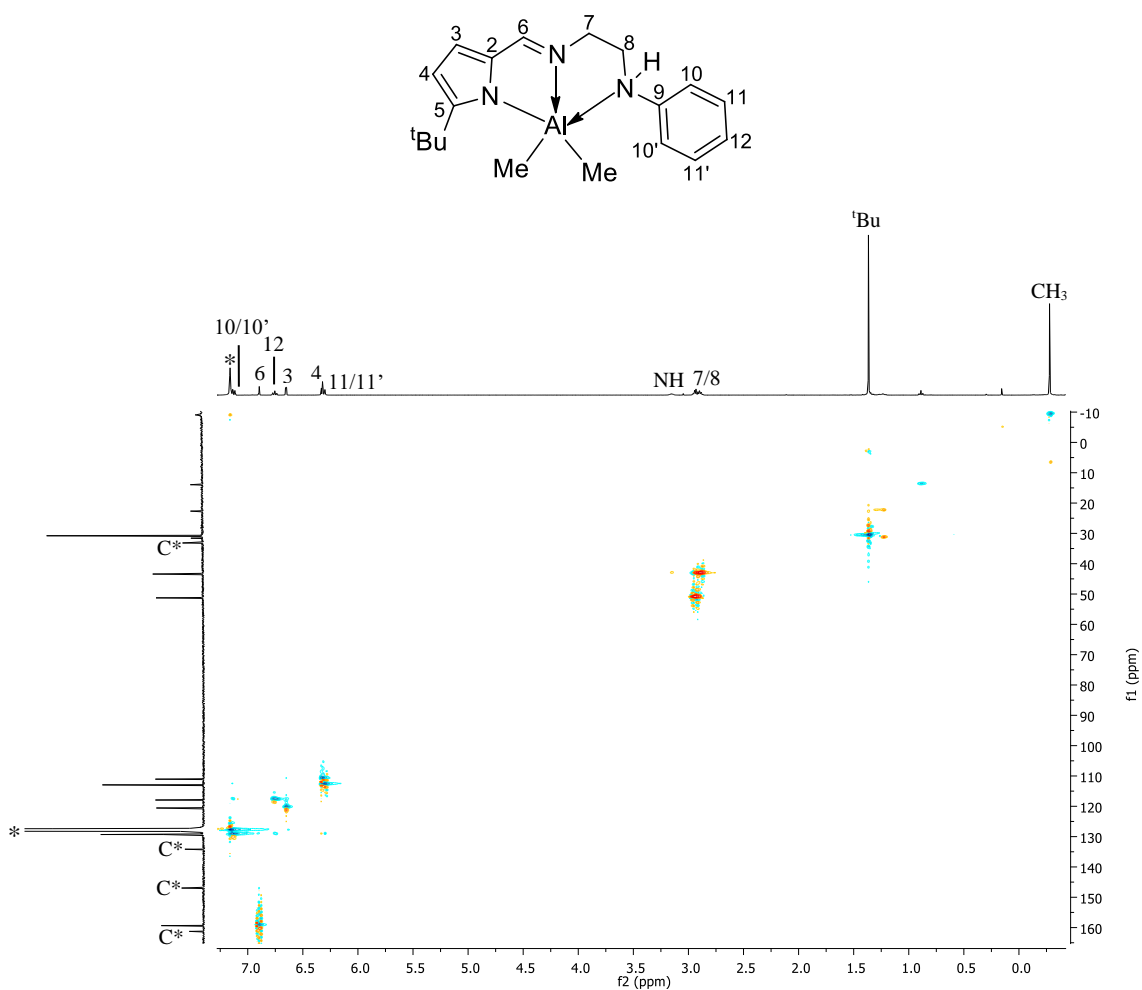 3 2 6 7 8
4 N H 10
5 N N 9 11
Al 12
ᵗBu 10'
Me Me 11'
ᵗBu
CH₃
10/10’
* 6 12 3 4 11/11’ NH 7/8
-10
0
10
20
30
C*
40
50
60
70
80
90
100
110
120
*
130
C*
140
C*
150
160
C*
f1 (ppm)
7.0 6.5 6.0 5.5 5.0 4.5 4.0 3.5 3.0 2.5 2.0 1.5 1.0 0.5 0.0
f2 (ppm)